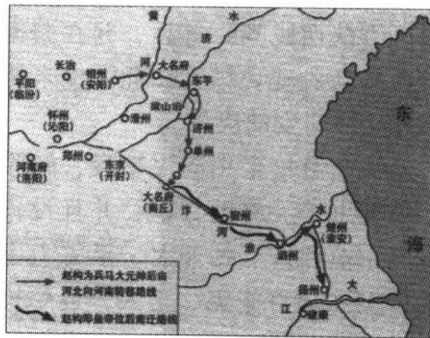 黄
水
济
河
大名府
长治
平阳
(临汾)
相州
(安阳)
东平
梁山泊
怀州
(沁阳)
滑州
济州
单州
郑州
东京
(开封)
河南府
(洛阳)
大名府
(商丘)
汴
宿州
河
淮
泗州
楚州
(淮安)
扬州
大
江
建康
东
海
赵构为兵马大元帅后由
河北向河南转移路线
赵构即皇帝位后南迁路线